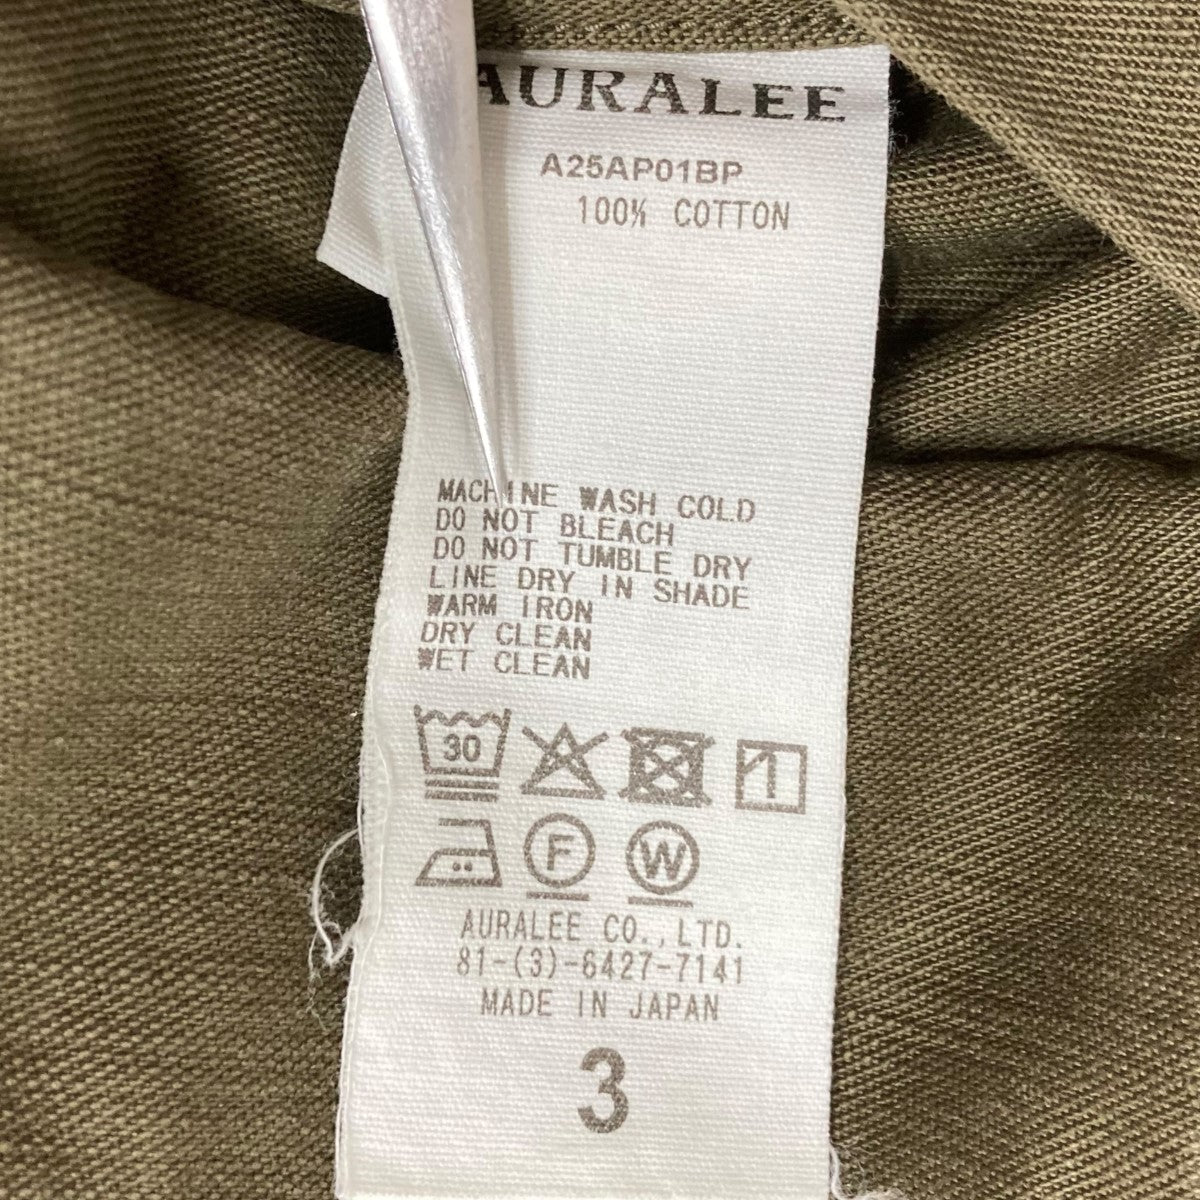 AURALEE
A25AP01BP
100% COTTON
MACHINE WASH COLD
DO NOT BLEACH
DO NOT TUMBLE DRY
LINE DRY IN SHADE
WARM IRON
DRY CLEAN
WET CLEAN
30
F W
AURALEE CO., LTD.
81-(3)-6427-7141
MADE IN JAPAN
3